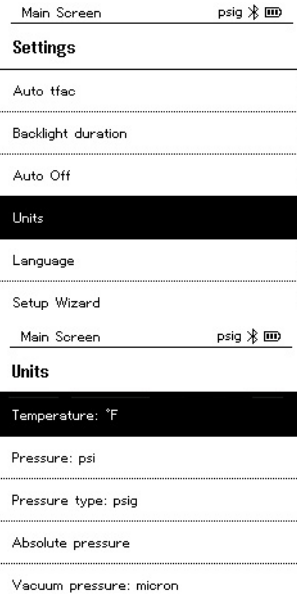 Main Screen psig
Settings
Auto tfac
Backlight duration
Auto Off
Units
Language
Setup Wizard
Main Screen psig
Units
Temperature: °F
Pressure: psi
Pressure type: psig
Absolute pressure
Vacuum pressure: micron